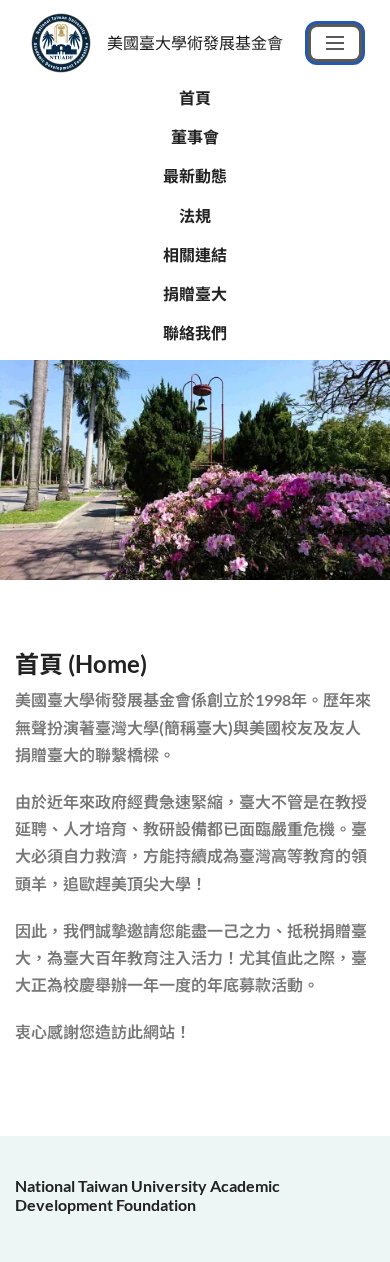 National Taiwan University
Academic Development Foundation
NTUADF
美國臺大學術發展基金會
首頁
董事會
最新動態
法規
相關連結
捐贈臺大
聯絡我們
首頁 (Home)
美國臺大學術發展基金會係創立於1998年。歷年來
無聲扮演著臺灣大學(簡稱臺大)與美國校友及友人
捐贈臺大的聯繫橋樑。
由於近年來政府經費急速緊縮，臺大不管是在教授
延聘、人才培育、教研設備都已面臨嚴重危機。臺
大必須自力救濟，方能持續成為臺灣高等教育的領
頭羊，追歐趕美頂尖大學！
因此，我們誠摯邀請您能盡一己之力、抵税捐贈臺
大，為臺大百年教育注入活力！尤其值此之際，臺
大正為校慶舉辦一年一度的年底募款活動。
衷心感謝您造訪此網站！
National Taiwan University Academic
Development Foundation